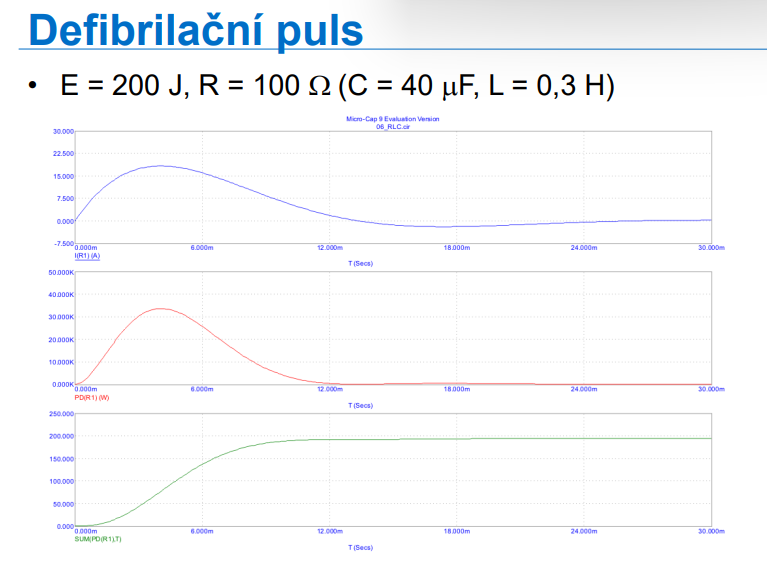 Defibrilační puls
• E = 200 J, R = 100 Ω (C = 40 μF, L = 0,3 H)
Micro-Cap 9 Evaluation Version
06_RLC.cir
30.000
22.500
15.000
7.500
0.000
-7.500
0.000m 6.000m 12.000m 18.000m 24.000m 30.000m
I(R1) (A)
T (Secs)
50.000K
40.000K
30.000K
20.000K
10.000K
0.000K
0.000m 6.000m 12.000m 18.000m 24.000m 30.000m
PD(R1) (W)
T (Secs)
250.000
200.000
150.000
100.000
50.000
0.000
0.000m 6.000m 12.000m 18.000m 24.000m 30.000m
SUM(PD(R1),T)
T (Secs)